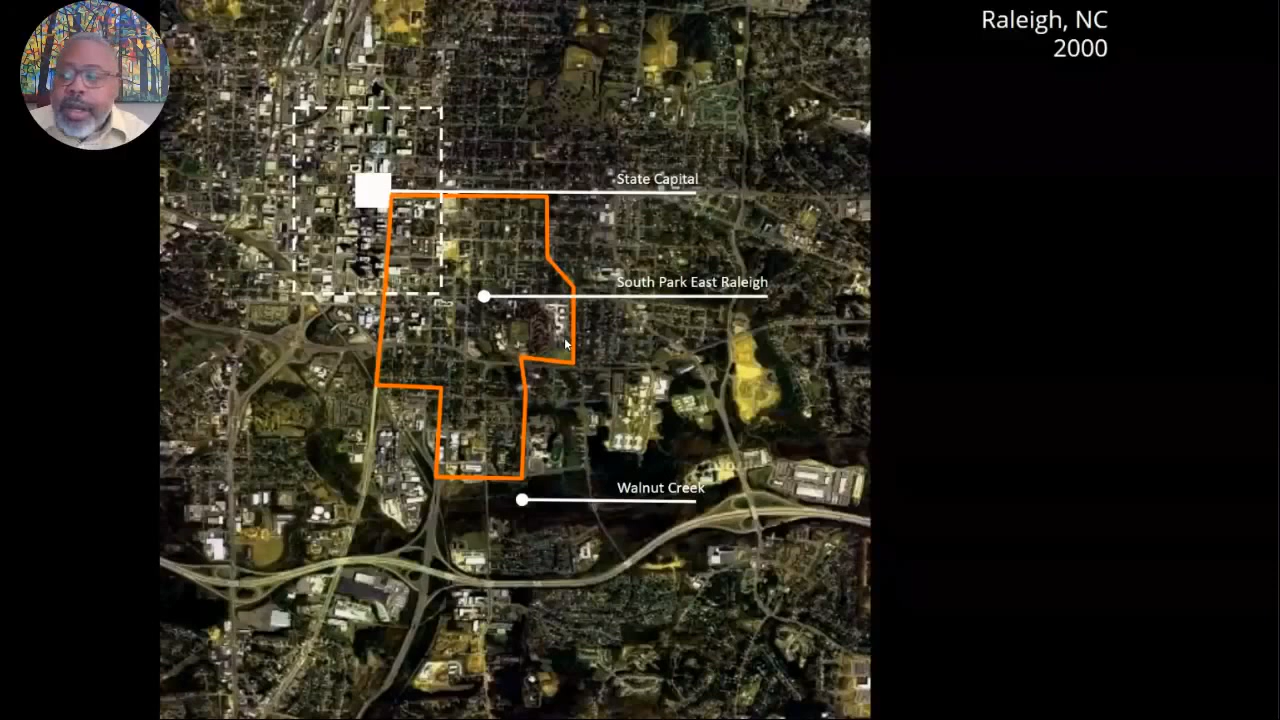 Raleigh, NC
2000
State Capital
South Park East Raleigh
Walnut Creek